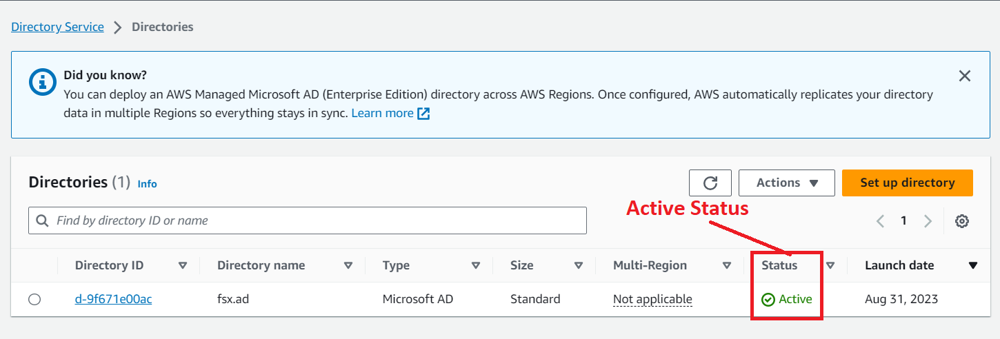 Directory Service > Directories
Did you know?
You can deploy an AWS Managed Microsoft AD (Enterprise Edition) directory across AWS Regions. Once configured, AWS automatically replicates your directory
data in multiple Regions so everything stays in sync. Learn more
Directories (1) Info
Actions
Set up directory
Active Status
Find by directory ID or name
1
Directory ID Directory name Type Size Multi-Region Status Launch date
d-9f671e00ac fsx.ad Microsoft AD Standard Not applicable Active Aug 31, 2023